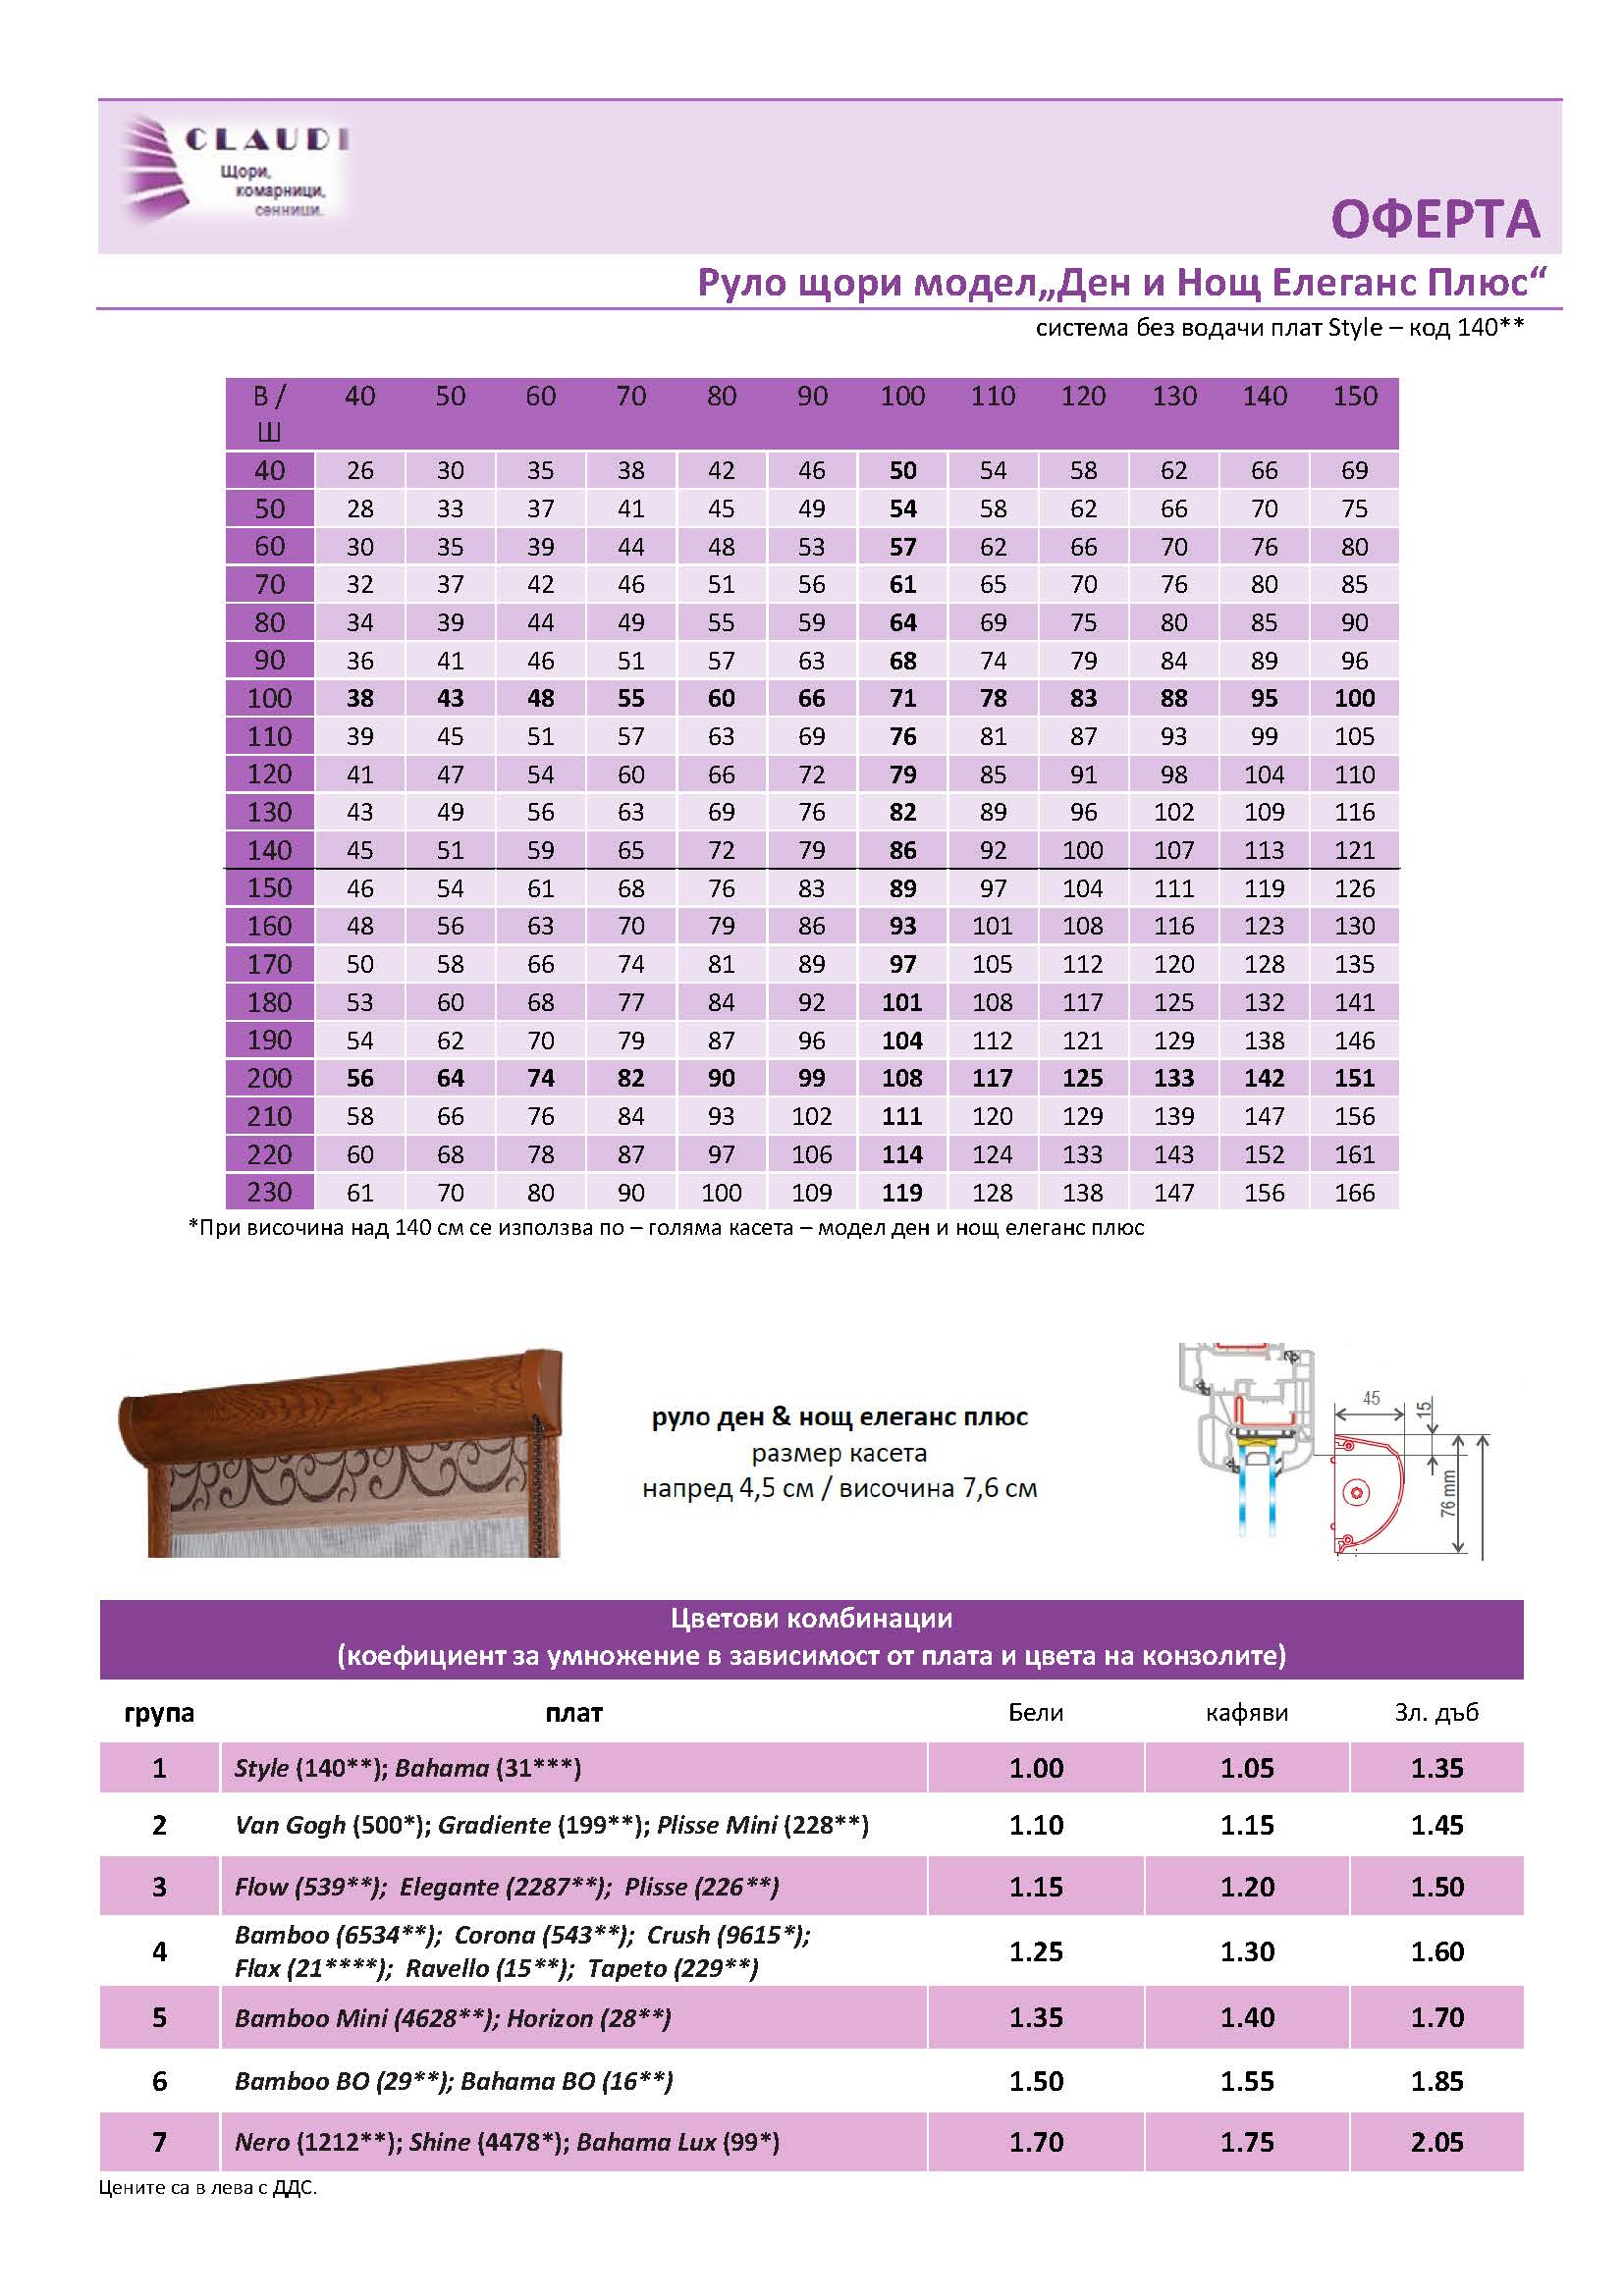 CLAUDI
Щори,
комарници,
сенници.
ОФЕРТА
Руло щори модел„Ден и Нощ Елеганс Плюс“
система без водачи плат Style – код 140**
В / 40 50 60 70 80 90 100 110 120 130 140 150
Ш
40 26 30 35 38 42 46 50 54 58 62 66 69
50 28 33 37 41 45 49 54 58 62 66 70 75
60 30 35 39 44 48 53 57 62 66 70 76 80
70 32 37 42 46 51 56 61 65 70 76 80 85
80 34 39 44 49 55 59 64 69 75 80 85 90
90 36 41 46 51 57 63 68 74 79 84 89 96
100 38 43 48 55 60 66 71 78 83 88 95 100
110 39 45 51 57 63 69 76 81 87 93 99 105
120 41 47 54 60 66 72 79 85 91 98 104 110
130 43 49 56 63 69 76 82 89 96 102 109 116
140 45 51 59 65 72 79 86 92 100 107 113 121
150 46 54 61 68 76 83 89 97 104 111 119 126
160 48 56 63 70 79 86 93 101 108 116 123 130
170 50 58 66 74 81 89 97 105 112 120 128 135
180 53 60 68 77 84 92 101 108 117 125 132 141
190 54 62 70 79 87 96 104 112 121 129 138 146
200 56 64 74 82 90 99 108 117 125 133 142 151
210 58 66 76 84 93 102 111 120 129 139 147 156
220 60 68 78 87 97 106 114 124 133 143 152 161
230 61 70 80 90 100 109 119 128 138 147 156 166
*При височина над 140 см се използва по – голяма касета – модел ден и нощ елеганс плюс
руло ден & нощ елеганс плюс
размер касета
напред 4,5 см / височина 7,6 см
45
15
76 mm
Цветови комбинации
(коефициент за умножение в зависимост от плата и цвета на конзолите)
група плат Бели кафяви Зл. дъб
1 Style (140**); Bahama (31***) 1.00 1.05 1.35
2 Van Gogh (500*); Gradiente (199**); Plisse Mini (228**) 1.10 1.15 1.45
3 Flow (539**); Elegante (2287**); Plisse (226**) 1.15 1.20 1.50
4 Bamboo (6534**); Corona (543**); Crush (9615*); 1.25 1.30 1.60
Flax (21****); Ravello (15**); Tapeto (229**)
5 Bamboo Mini (4628**); Horizon (28**) 1.35 1.40 1.70
6 Bamboo BO (29**); Bahama BO (16**) 1.50 1.55 1.85
7 Nero (1212**); Shine (4478*); Bahama Lux (99*) 1.70 1.75 2.05
Цените са в лева с ДДС.